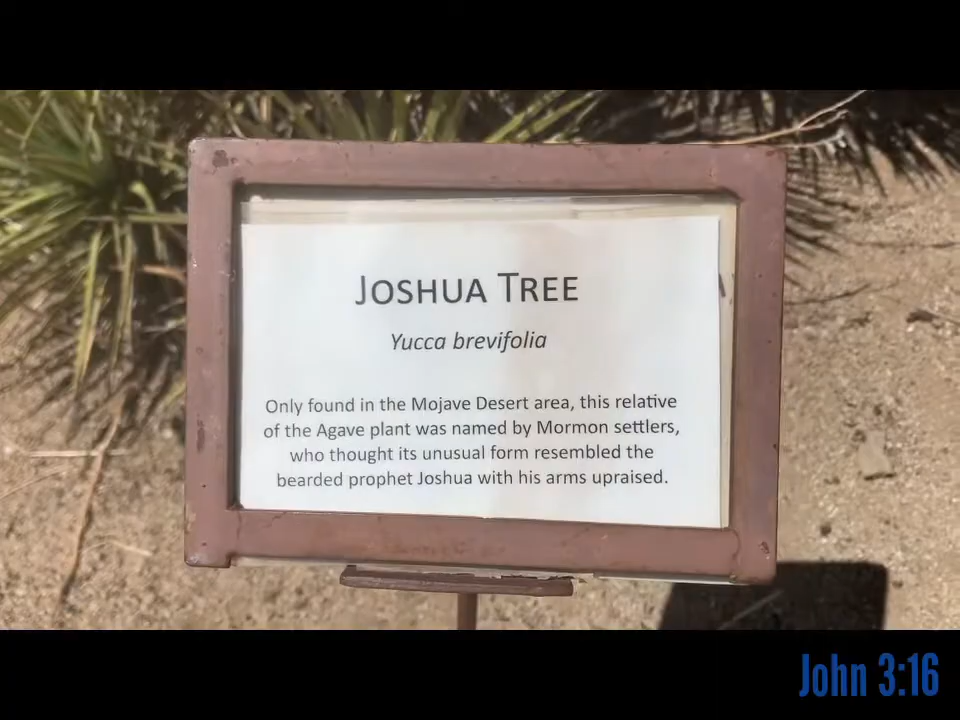 JOSHUA TREE
Yucca brevifolia
Only found in the Mojave Desert area, this relative
of the Agave plant was named by Mormon settlers,
who thought its unusual form resembled the
bearded prophet Joshua with his arms upraised.
John 3:16